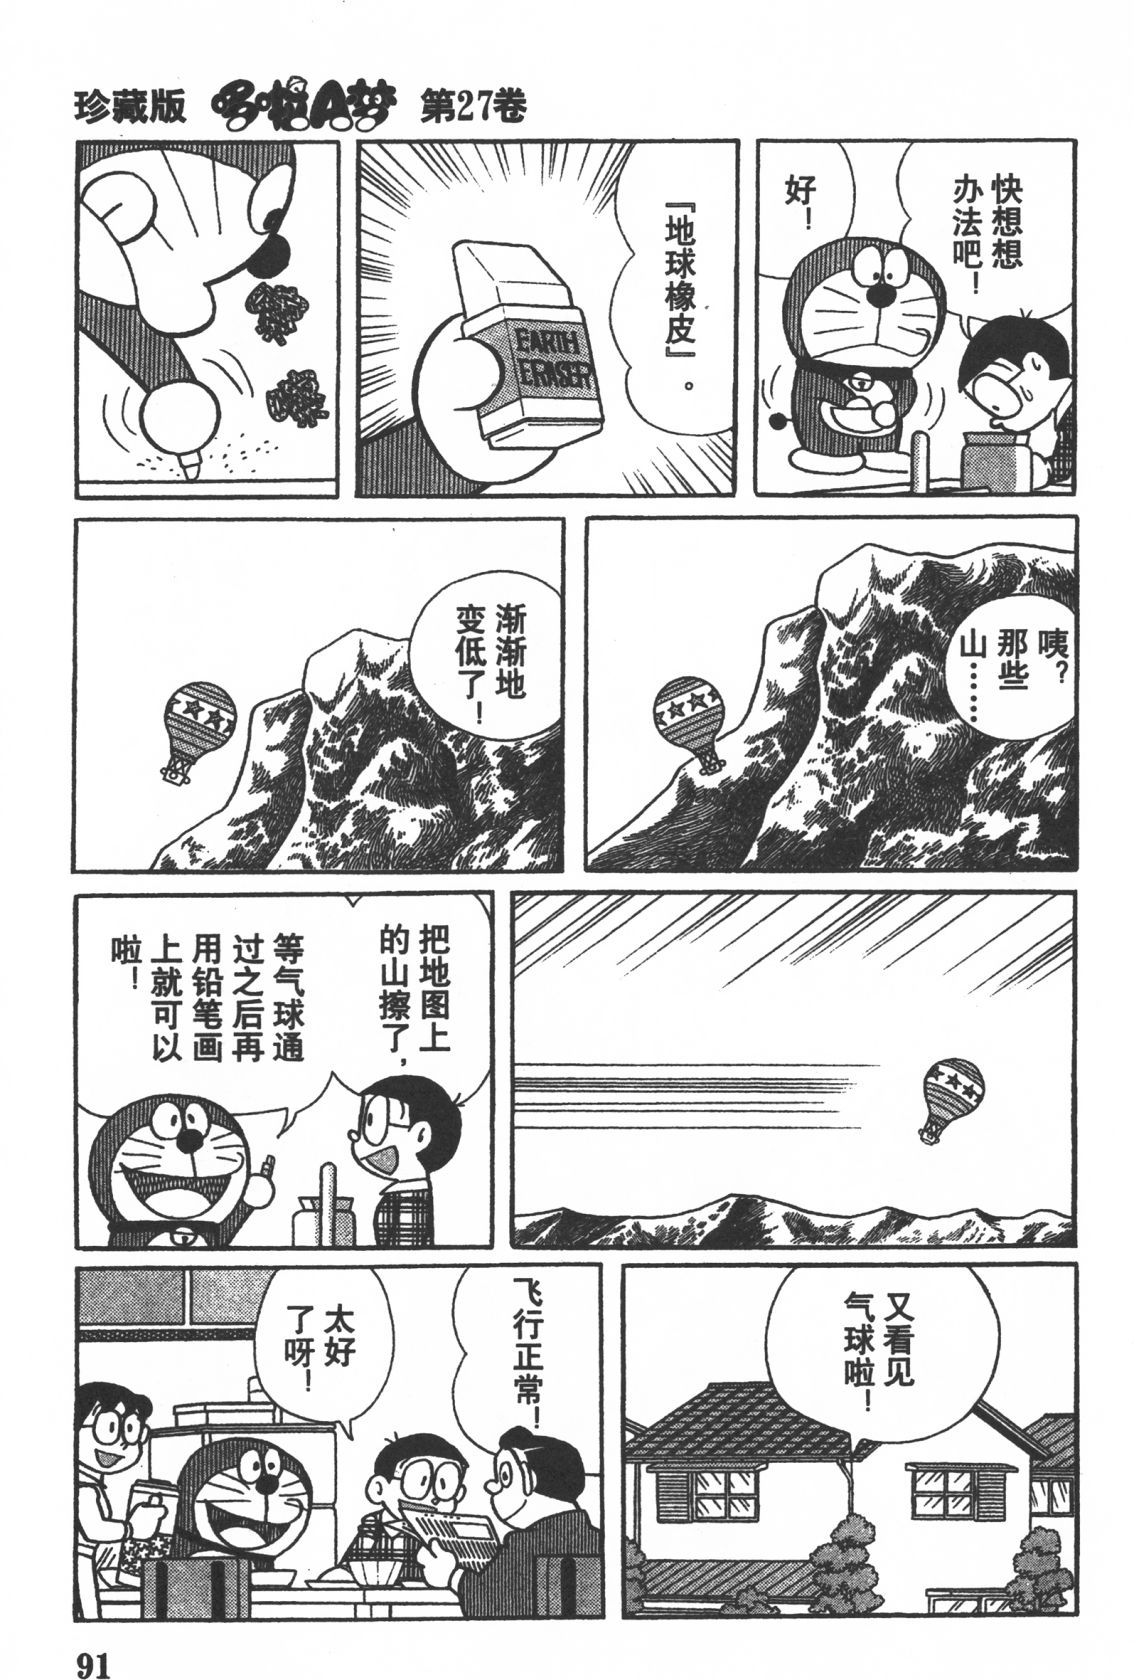 珍藏版 哆啦A梦 第27卷
快想想
办法吧！
好！
『地球橡皮』。
EARTH
ERASER
咦？
那些
山……
渐渐地
变低了！
把地图上
的山擦了，
等气球通
过之后再
用铅笔画
上就可以
啦！
又看见
气球啦！
飞行正常！
太好
了呀！
91